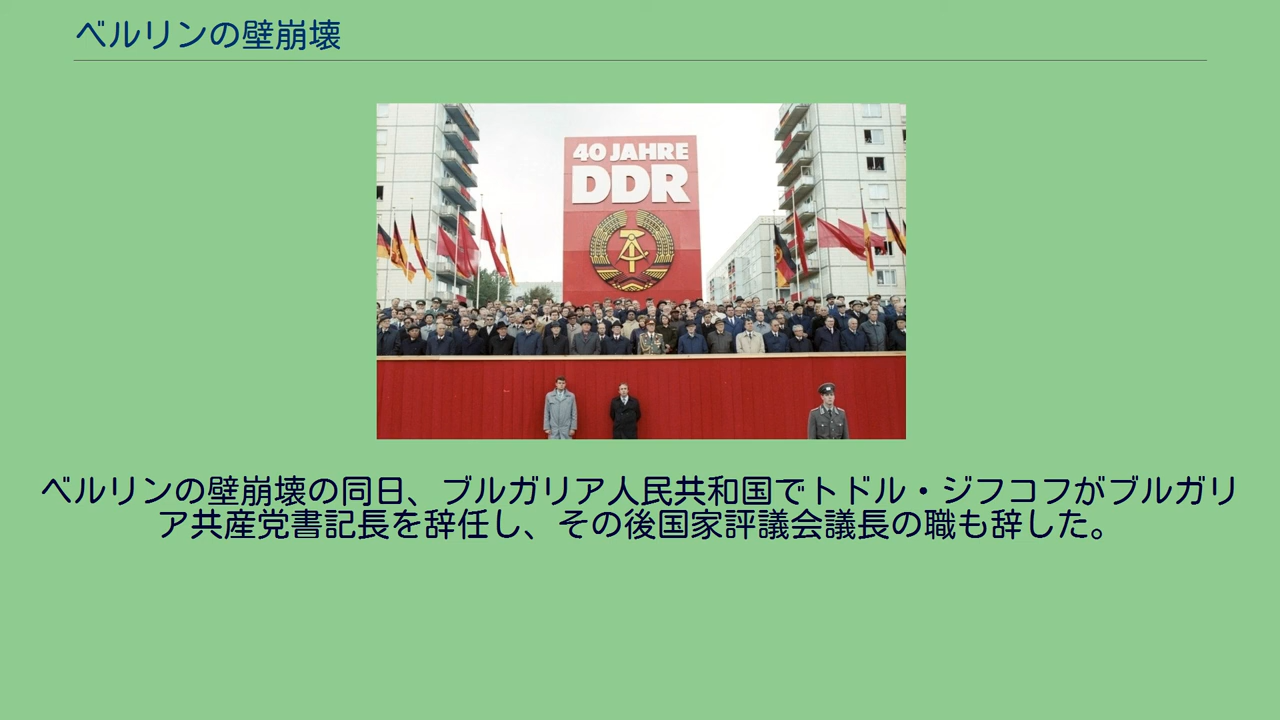 ベルリンの壁崩壊
40 JAHRE
DDR
ベルリンの壁崩壊の同日、ブルガリア人民共和国でトドル・ジフコフがブルガリ
ア共産党書記長を辞任し、その後国家評議会議長の職も辞した。